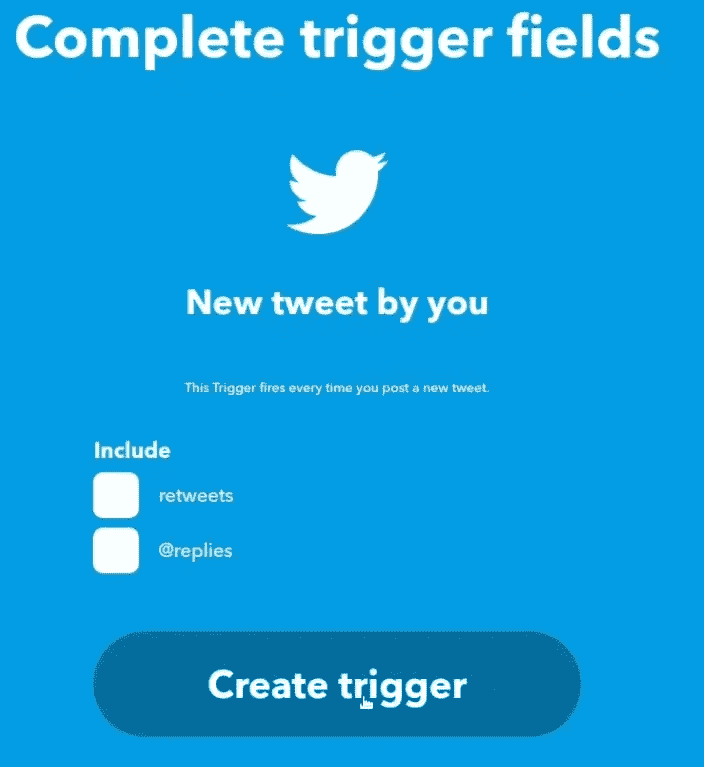 Complete trigger fields
New tweet by you
This Trigger fires every time you post a new tweet.
Include
retweets
@replies
Create trigger